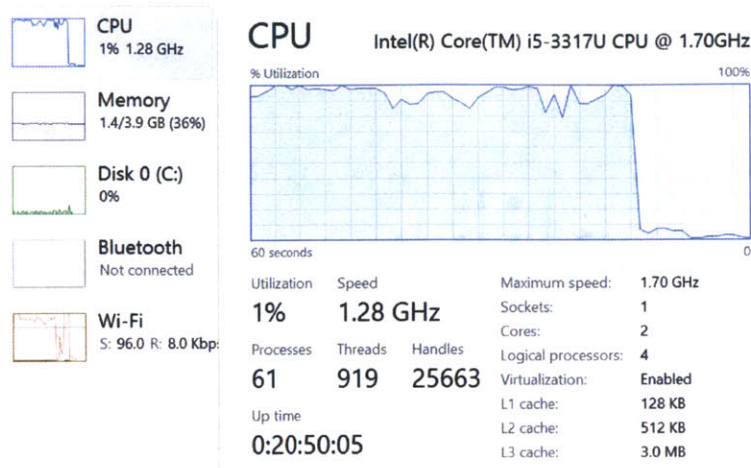 CPU
1% 1.28 GHz
Memory
1.4/3.9 GB (36%)
Disk 0 (C:)
0%
Bluetooth
Not connected
Wi-Fi
S: 96.0 R: 8.0 Kbps
CPU
Intel(R) Core(TM) i5-3317U CPU @ 1.70GHz
% Utilization 100%
60 seconds 0
Utilization Speed
1% 1.28 GHz
Processes Threads Handles
61 919 25663
Up time
0:20:50:05
Maximum speed: 1.70 GHz
Sockets: 1
Cores: 2
Logical processors: 4
Virtualization: Enabled
L1 cache: 128 KB
L2 cache: 512 KB
L3 cache: 3.0 MB